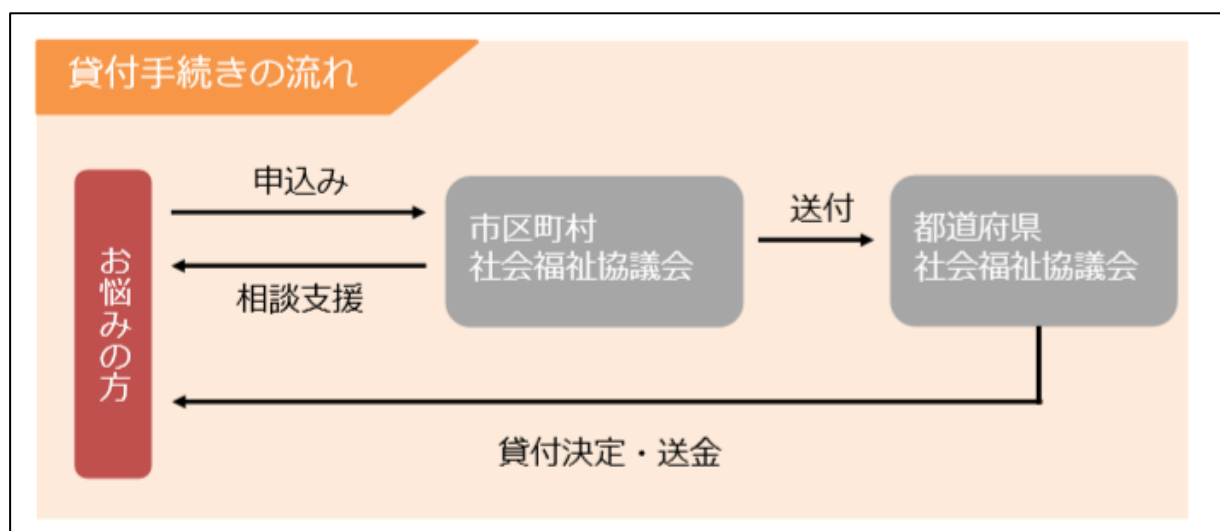 貸付手続きの流れ
お悩みの方
申込み
相談支援
市区町村
社会福祉協議会
送付
都道府県
社会福祉協議会
貸付決定・送金